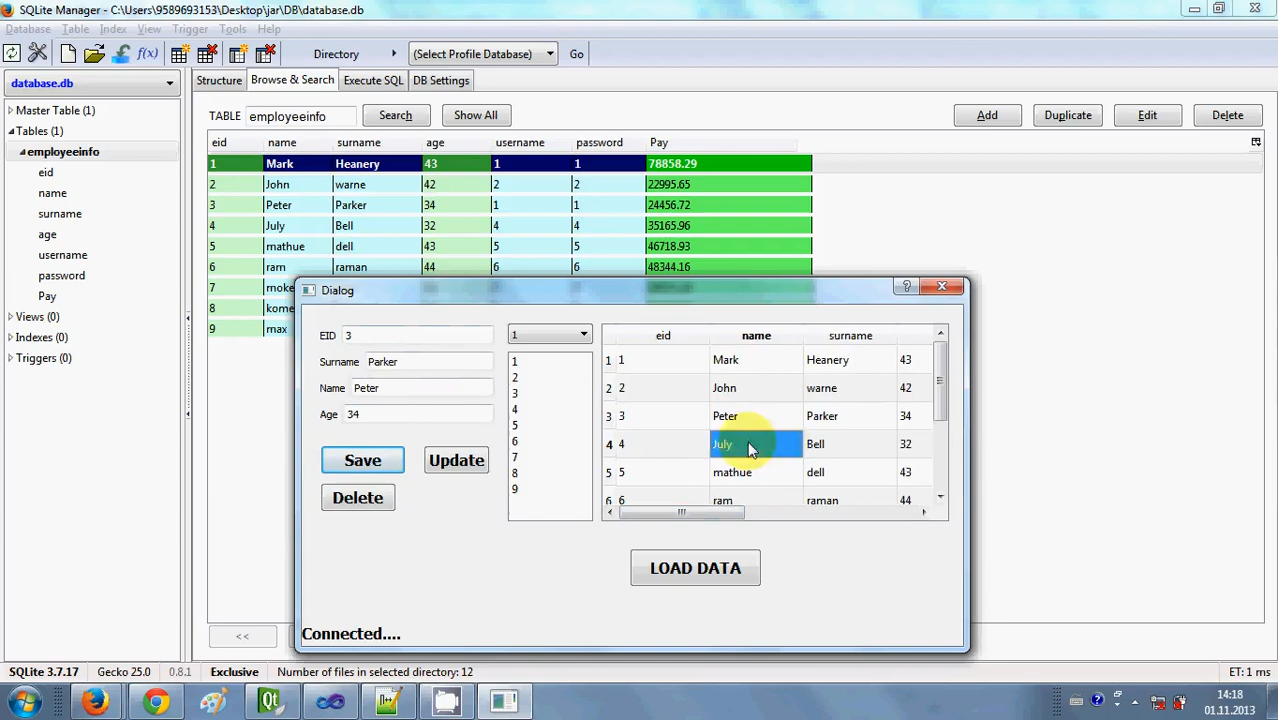 SQLite Manager - C:\Users\9589693153\Desktop\jar\DB\database.db
Database Table Index View Trigger Tools Help
f(x) Directory (Select Profile Database) Go
database.db
Structure Browse & Search Execute SQL DB Settings
Master Table (1)
Tables (1)
employeeinfo
eid
name
surname
age
username
password
Pay
Views (0)
Indexes (0)
Triggers (0)
TABLE employeeinfo Search Show All Add Duplicate Edit Delete
eid name surname age username password Pay
1 Mark Heanery 43 1 1 78858.29
2 John warne 42 2 2 22995.65
3 Peter Parker 34 1 1 24456.72
4 July Bell 32 4 4 35165.96
5 mathue dell 43 5 5 46718.93
6 ram raman 44 6 6 48344.16
7 moke
8 kome
9 max
Dialog ?
EID 3
Surname Parker
Name Peter
Age 34
Save Update
Delete
1
1
2
3
4
5
6
7
8
9
eid name surname
1 1 Mark Heanery 43
2 2 John warne 42
3 3 Peter Parker 34
4 4 July Bell 32
5 5 mathue dell 43
6 6 ram raman 44
LOAD DATA
Connected....
<<
SQLite 3.7.17 Gecko 25.0 0.8.1 Exclusive Number of files in selected directory: 12 ET: 1 ms
Qt
14:18
01.11.2013